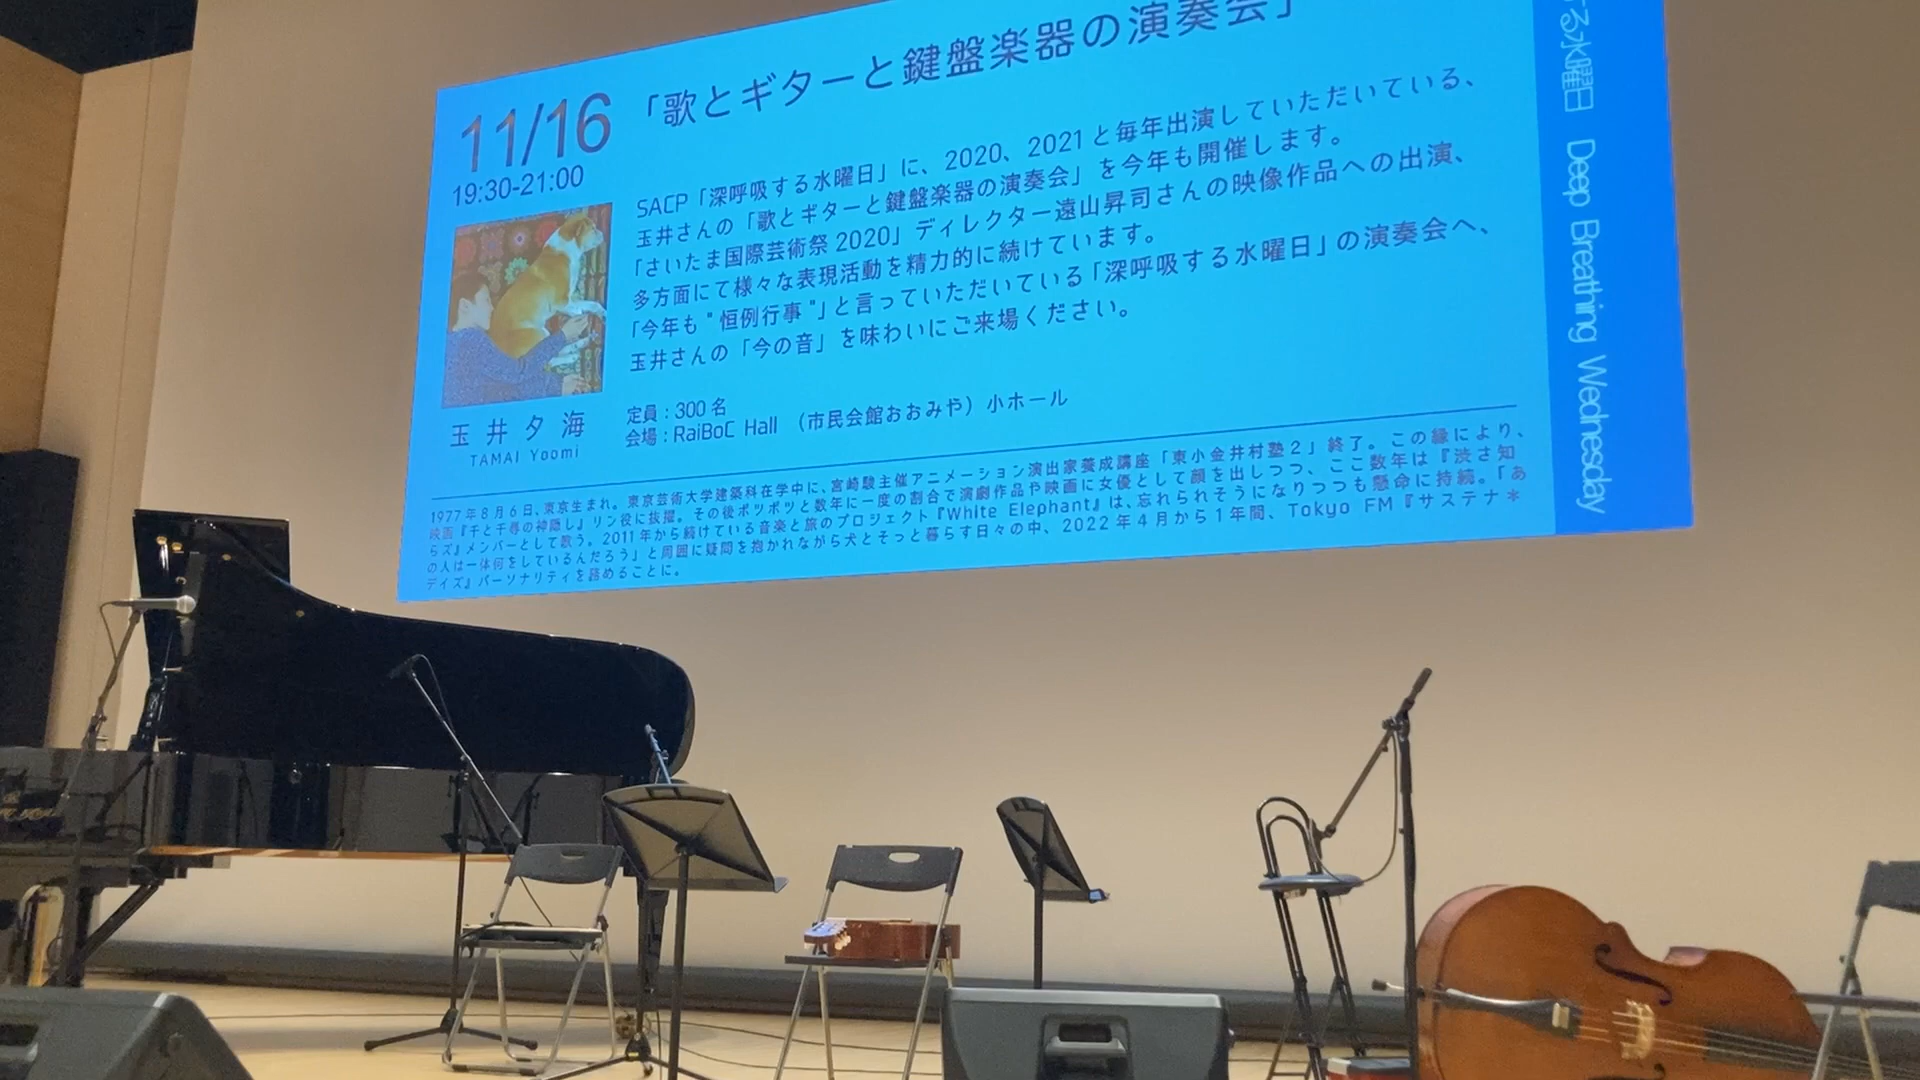 11/16
19:30-21:00
「歌とギターと鍵盤楽器の演奏会」
SACP「深呼吸する水曜日」に、2020、2021と毎年出演していただいている、
玉井さんの「歌とギターと鍵盤楽器の演奏会」を今年も開催します。
「さいたま国際芸術祭2020」ディレクター遠山昇司さんの映像作品への出演、
多方面にて様々な表現活動を精力的に続けています。
「今年も"恒例行事"」と言っていただいている「深呼吸する水曜日」の演奏会へ、
玉井さんの「今の音」を味わいにご来場ください。
定員：300名
会場：RaiBoC Hall （市民会館おおみや）小ホール
玉井夕海
TAMAI Yoomi
1977年8月6日、東京生まれ。東京芸術大学建築科在学中に、宮崎駿主催アニメーション演出家養成講座「東小金井村塾2」終了。この縁により、
映画『千と千尋の神隠し』リン役に抜擢。その後ポツポツと数年に一度の割合で演劇作品や映画に女優として顔を出しつつ、ここ数年は『渋さ知
らズ』メンバーとして歌う。2011年から続けている音楽と旅のプロジェクト『White Elephant』は、忘れられそうになりつつも懸命に持続。「あ
の人は一体何をしているんだろう」と周囲に疑問を抱かれながら犬とそっと暮らす日々の中、2022年4月から1年間、Tokyo FM『サステナ＊
デイズ』パーソナリティを務めることに。
する水曜日 Deep Breathing Wednesday